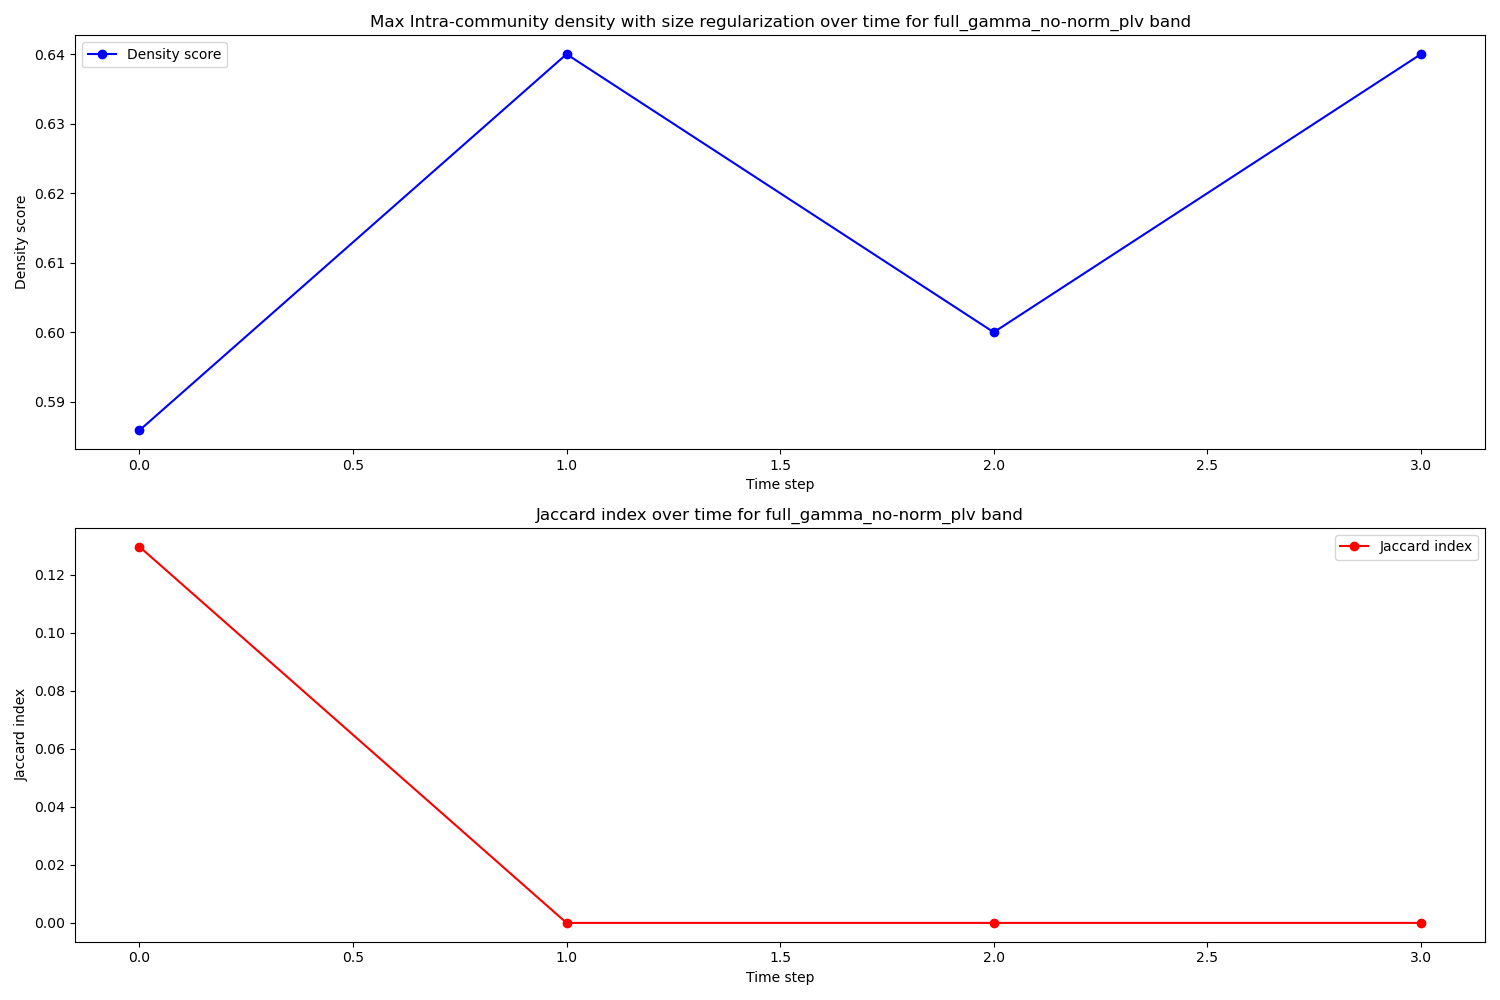 Max Intra-community density with size regularization over time for full_gamma_no-norm_plv band
Density score
0.64
0.63
0.62
0.61
0.60
0.59
Density score
0.0 0.5 1.0 1.5 2.0 2.5 3.0
Time step
Jaccard index over time for full_gamma_no-norm_plv band
Jaccard index
0.12
0.10
0.08
0.06
0.04
0.02
0.00
Jaccard index
0.0 0.5 1.0 1.5 2.0 2.5 3.0
Time step